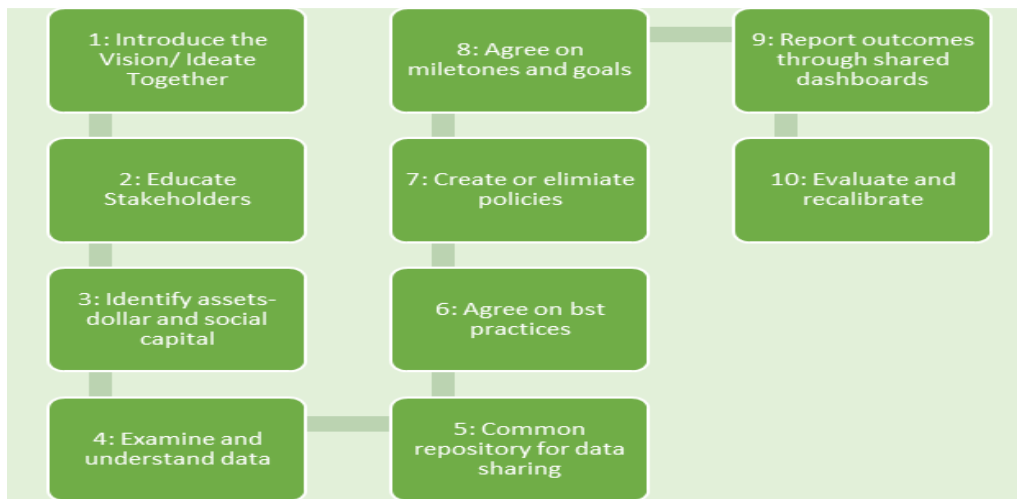 1: Introduce the
Vision/ Ideate
Together
2: Educate
Stakeholders
3: Identify assets-
dollar and social
capital
4: Examine and
understand data
5: Common
repository for data
sharing
6: Agree on bst
practices
7: Create or elimiate
policies
8: Agree on
miletones and goals
9: Report outcomes
through shared
dashboards
10: Evaluate and
recalibrate